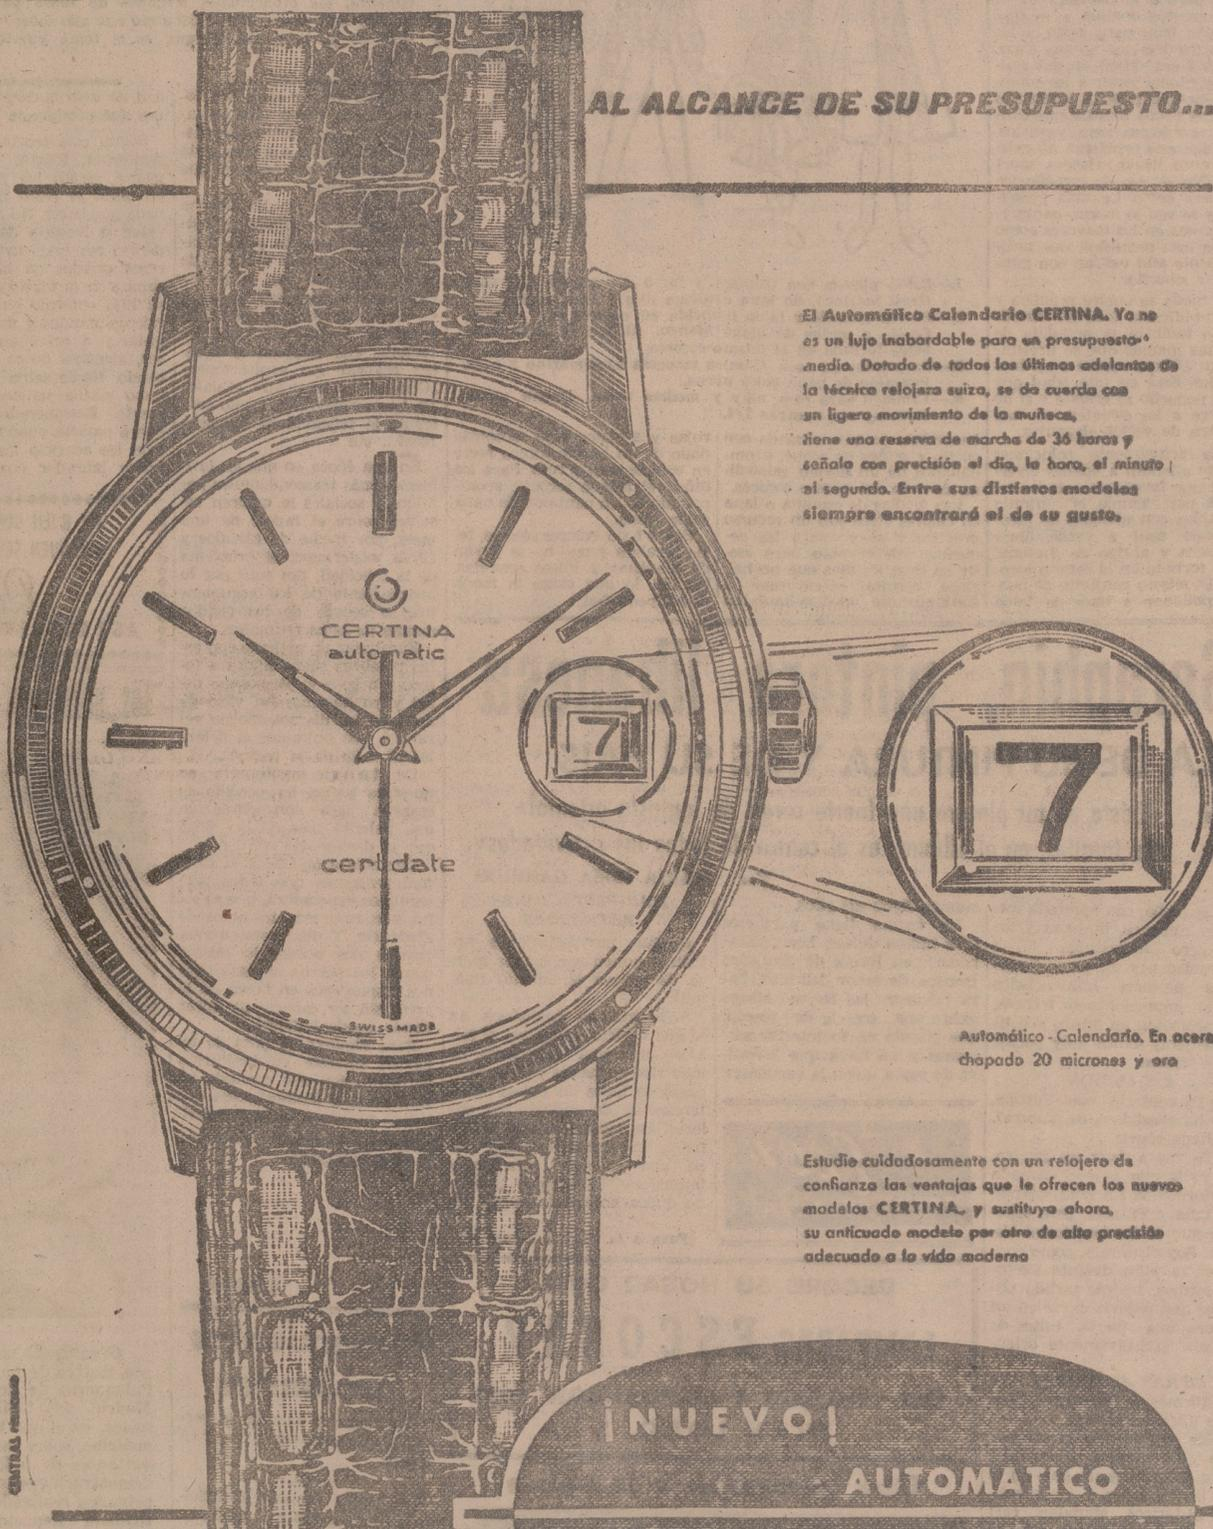 AL ALCANCE DE SU PRESUPUESTO...
El Automático Calendario CERTINA. Ya no
es un lujo inabordable para un presupuesto
medio. Dotado de todos los últimos adelantos de
la técnica relojera suiza, se da cuerda con
un ligero movimiento de la muñeca,
tiene una reserva de marcha de 36 horas y
señala con precisión el día, la hora, el minuto
el segundo. Entre sus distintos modelos
siempre encontrará el de su gusto.
CERTINA
automatic
7
7
certidate
SWISS MADE
Automático - Calendario. En acero
chapado 20 micrones y oro
Estudie cuidadosamente con un relojero de
confianza las ventajas que le ofrecen los nuevos
modelos CERTINA, y sustituya ahora,
su anticuado modelo por otro de alta precisión
adecuado a la vida moderna
¡NUEVO!
AUTOMATICO
CENTRAL